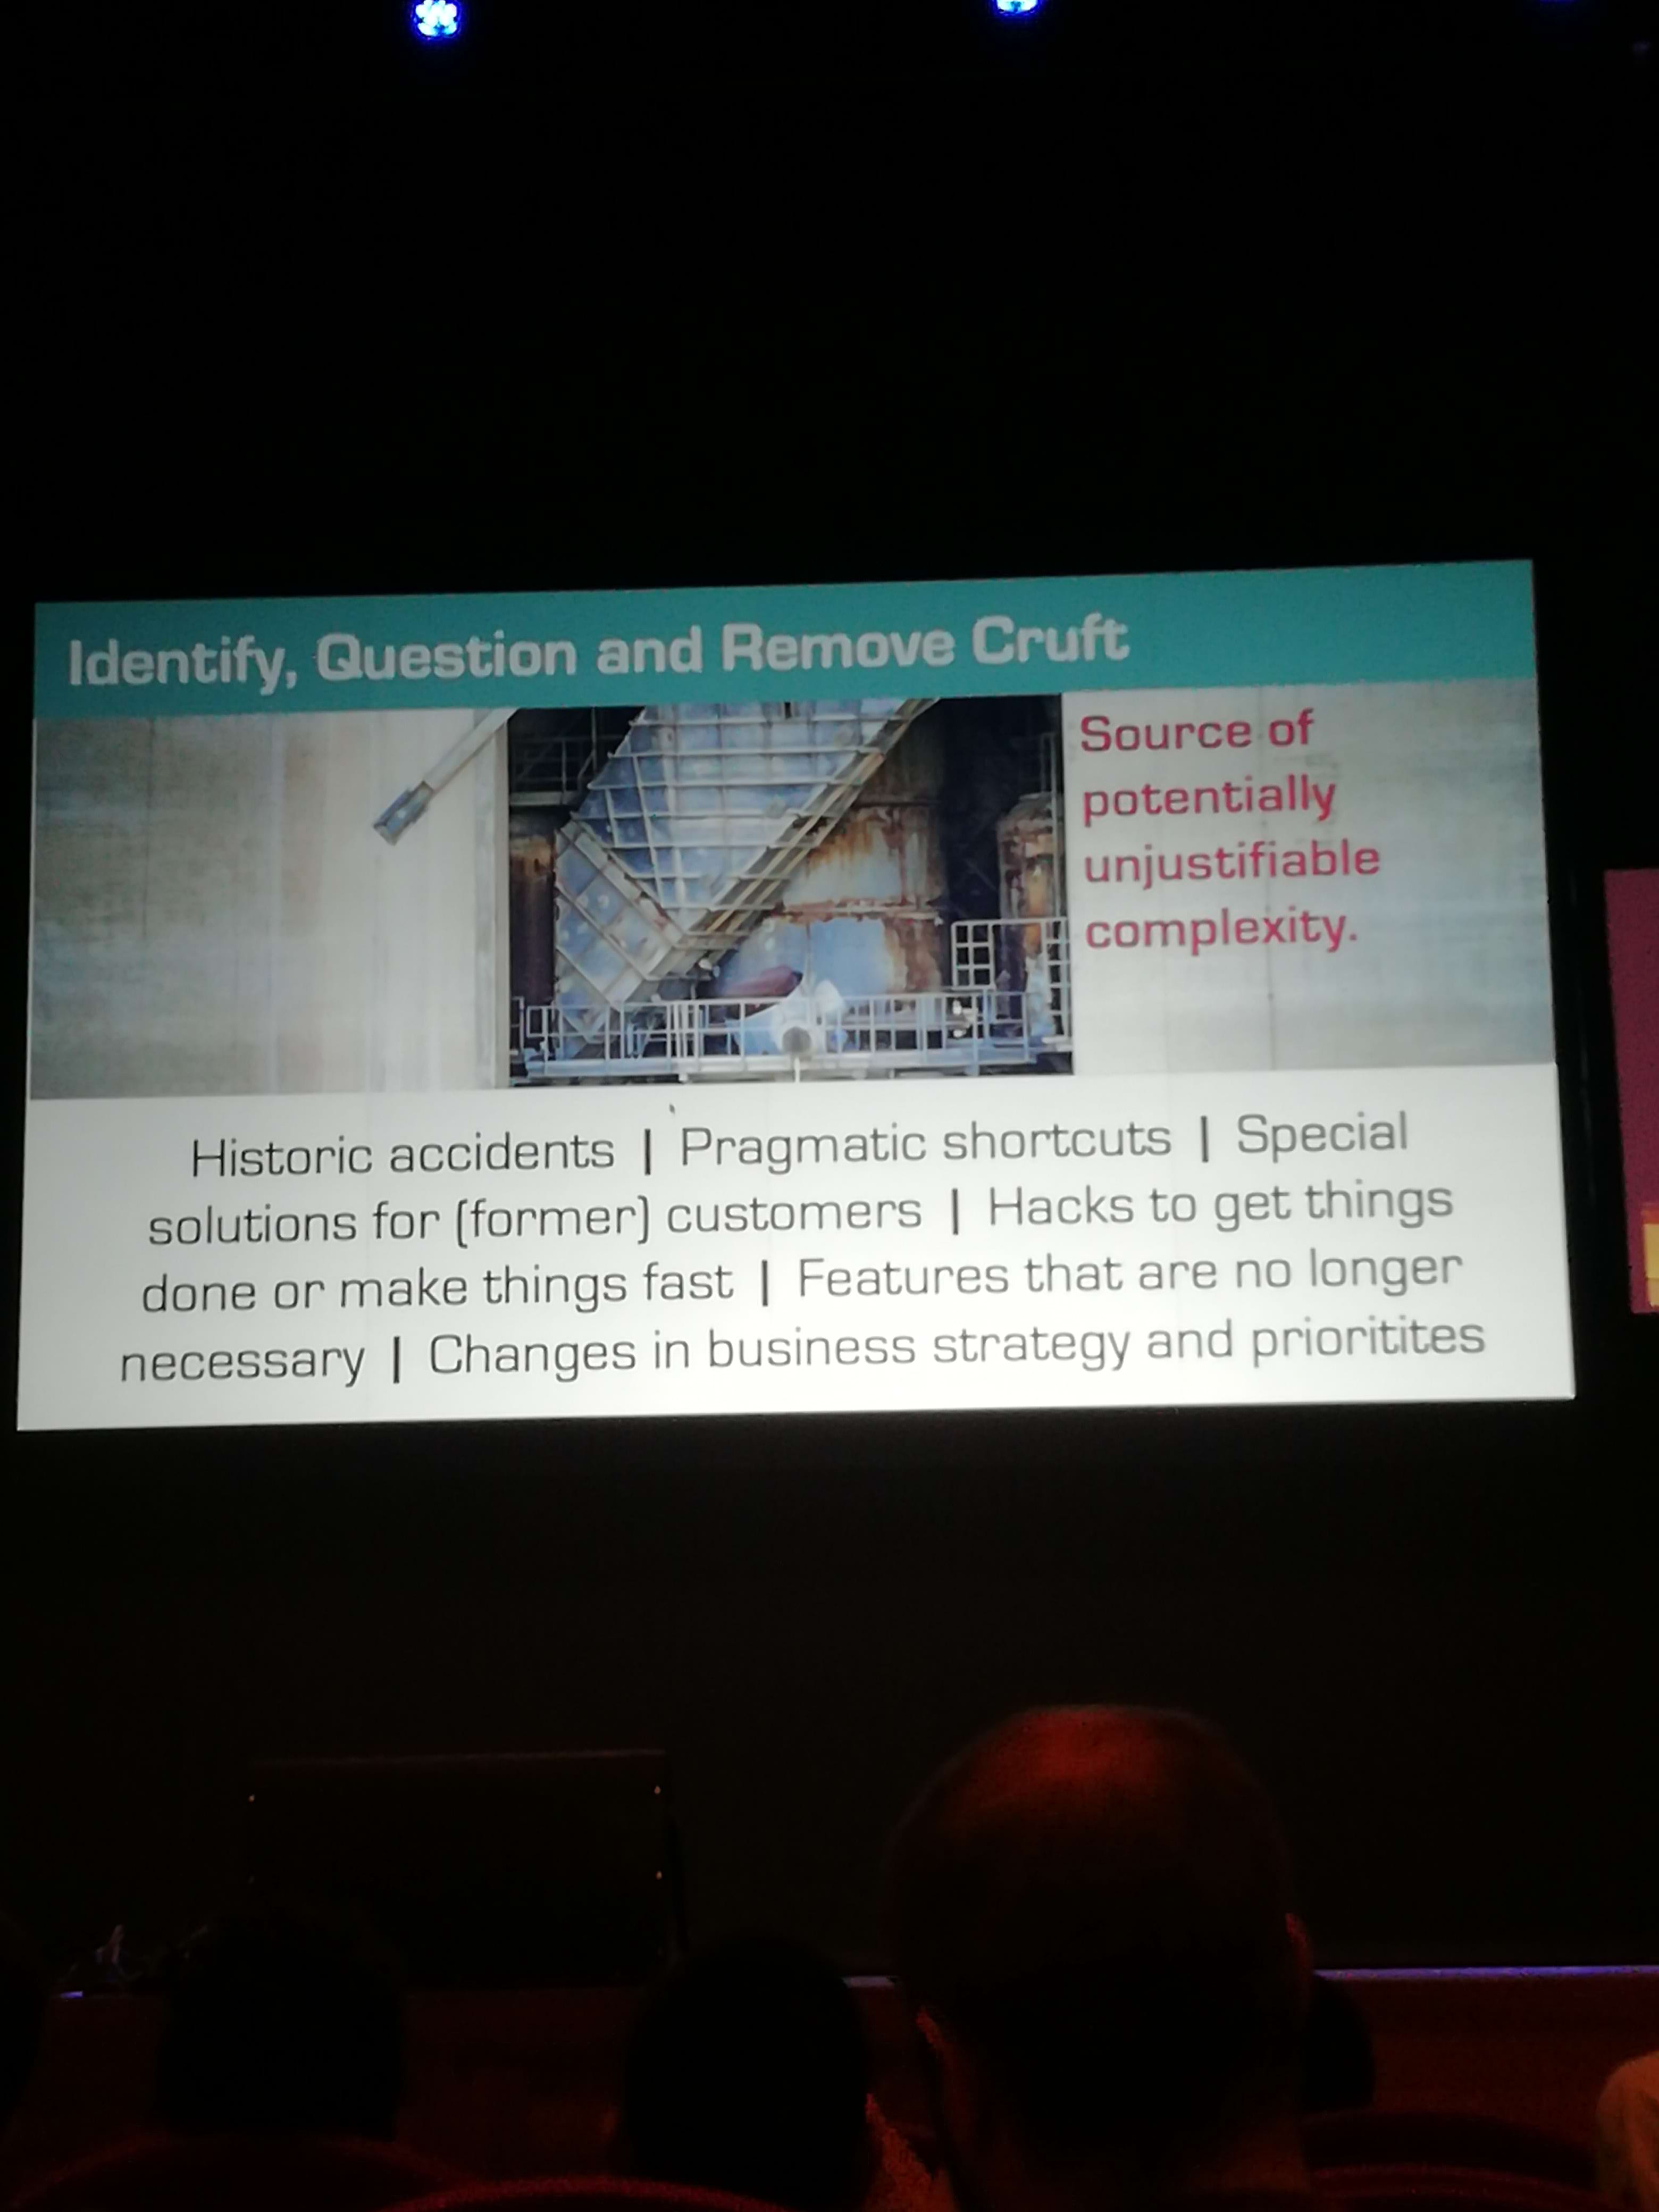 Identify, Question and Remove Cruft
Source of
potentially
unjustifiable
complexity.
Historic accidents | Pragmatic shortcuts | Special
solutions for (former) customers | Hacks to get things
done or make things fast | Features that are no longer
necessary | Changes in business strategy and prioritites